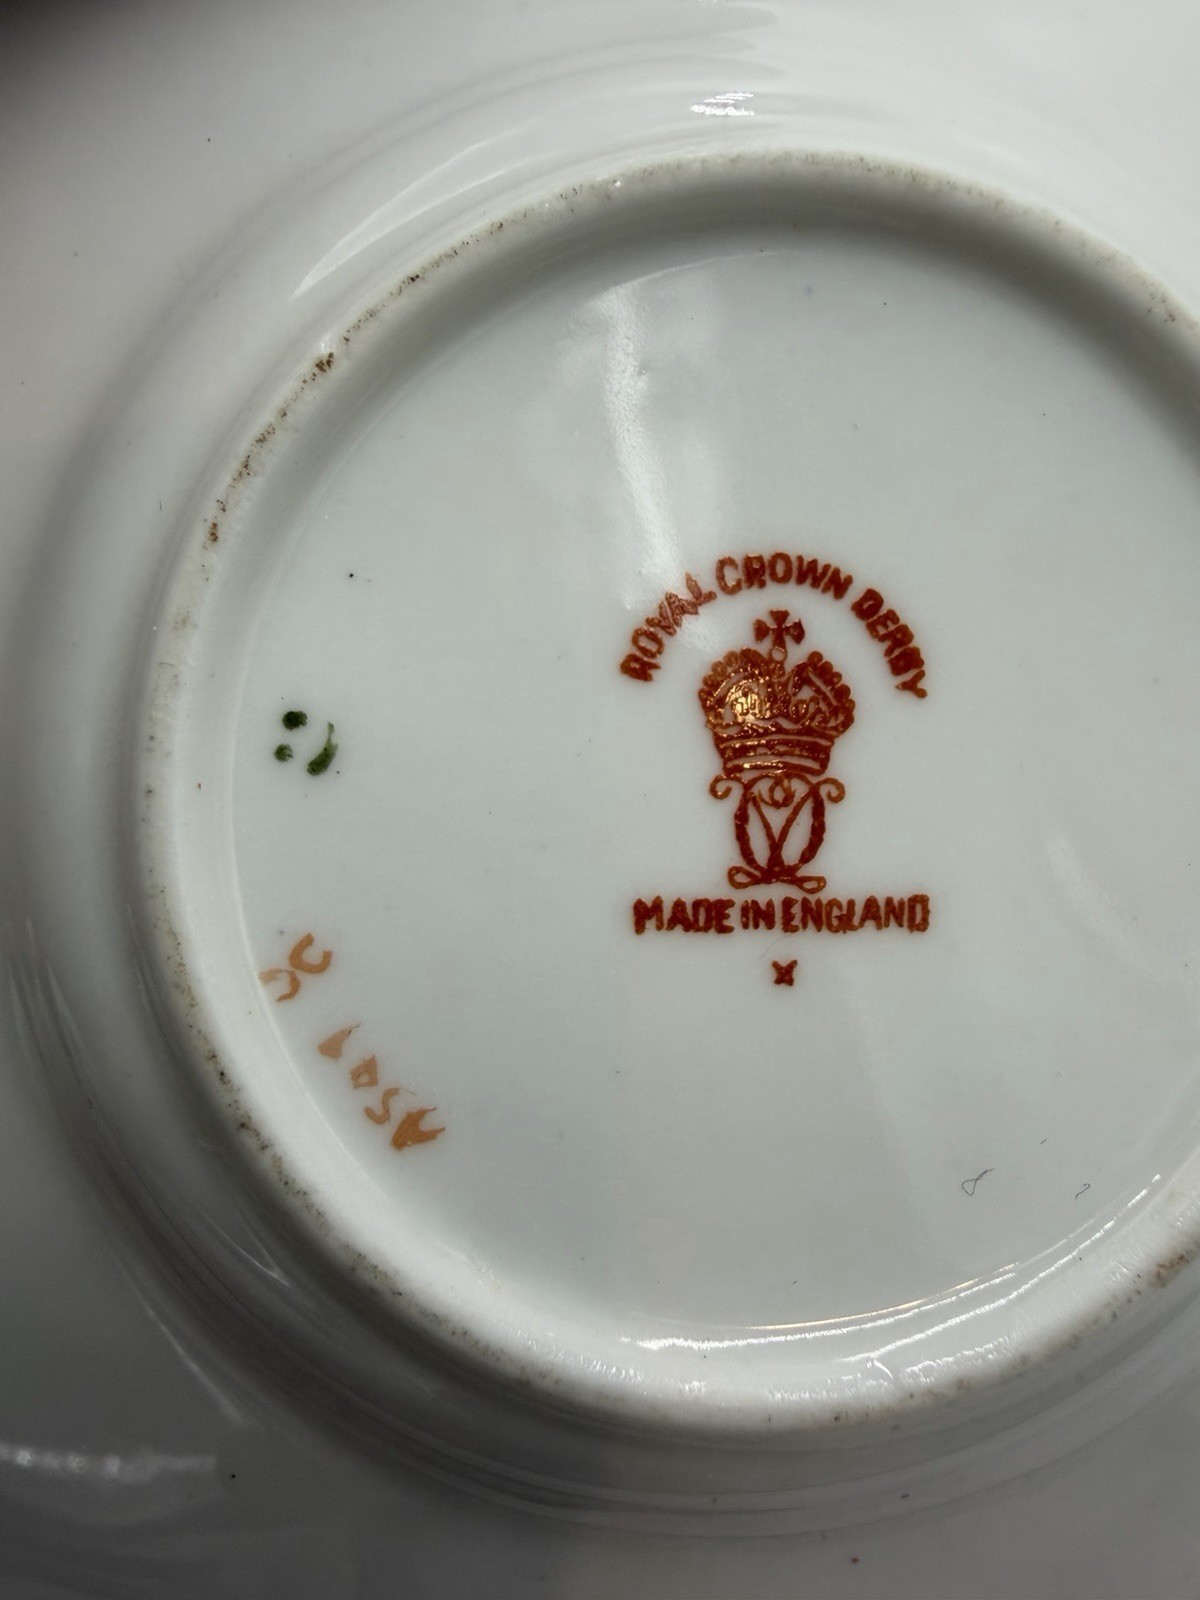 ROYAL CROWN DERBY
MADE IN ENGLAND
X